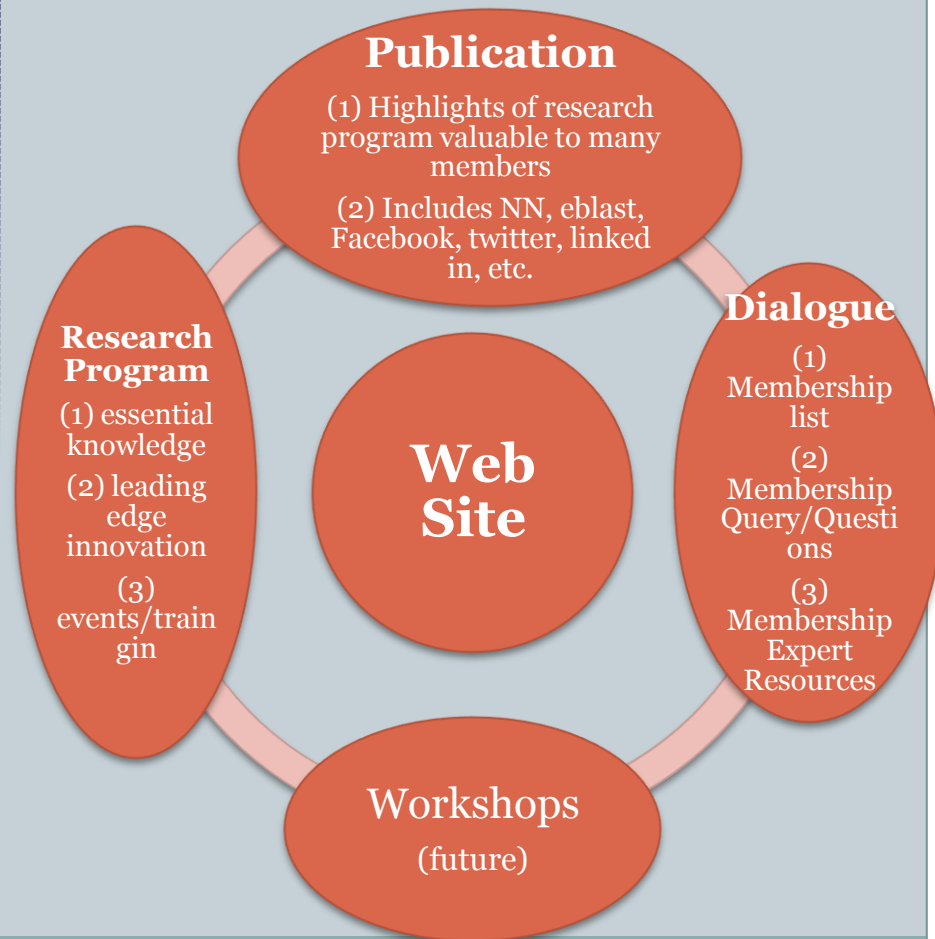 Publication
(1) Highlights of research
program valuable to many
members
(2) Includes NN, eblast,
Facebook, twitter, linked
in, etc.
Research
Program
(1) essential
knowledge
(2) leading
edge
innovation
(3)
events/train
gin
Web
Site
Dialogue
(1)
Membership
list
(2)
Membership
Query/Questi
ons
(3)
Membership
Expert
Resources
Workshops
(future)